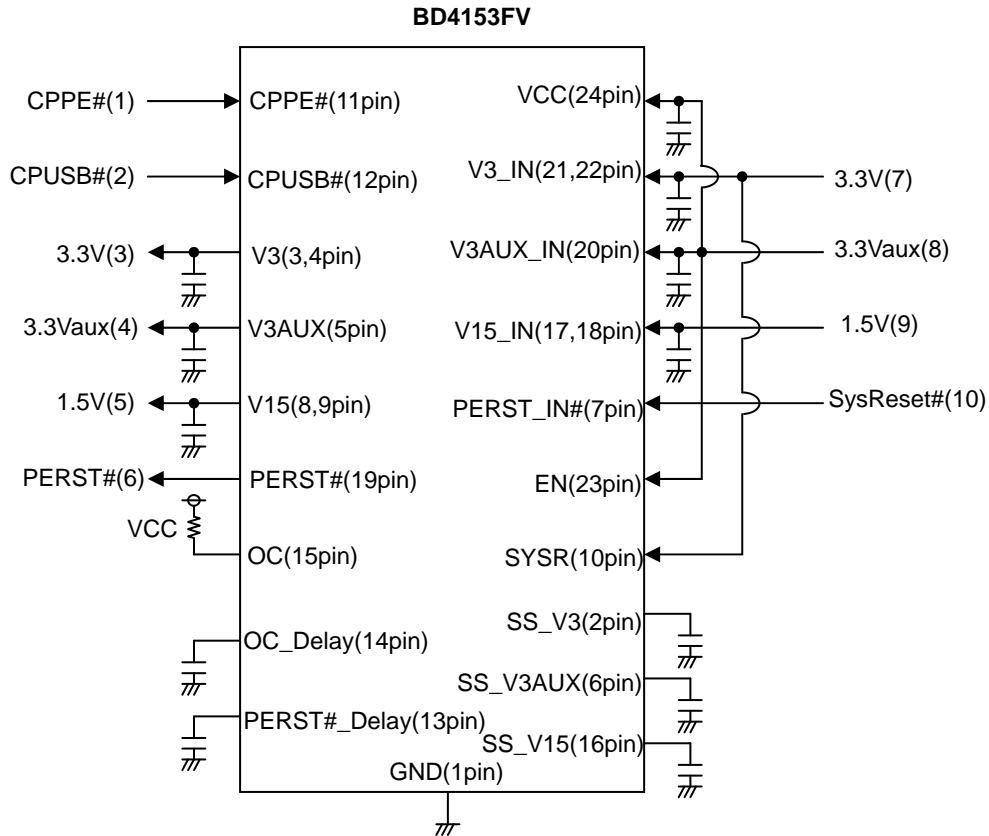 BD4153FV
CPPE#(1)
CPUSB#(2)
3.3V(3)
3.3Vaux(4)
1.5V(5)
PERST#(6)
VCC
CPPE#(11pin)
CPUSB#(12pin)
V3(3,4pin)
V3AUX(5pin)
V15(8,9pin)
PERST#(19pin)
OC(15pin)
OC_Delay(14pin)
PERST#_Delay(13pin)
GND(1pin)
VCC(24pin)
V3_IN(21,22pin)
V3AUX_IN(20pin)
V15_IN(17,18pin)
PERST_IN#(7pin)
EN(23pin)
SYSR(10pin)
SS_V3(2pin)
SS_V3AUX(6pin)
SS_V15(16pin)
3.3V(7)
3.3Vaux(8)
1.5V(9)
SysReset#(10)